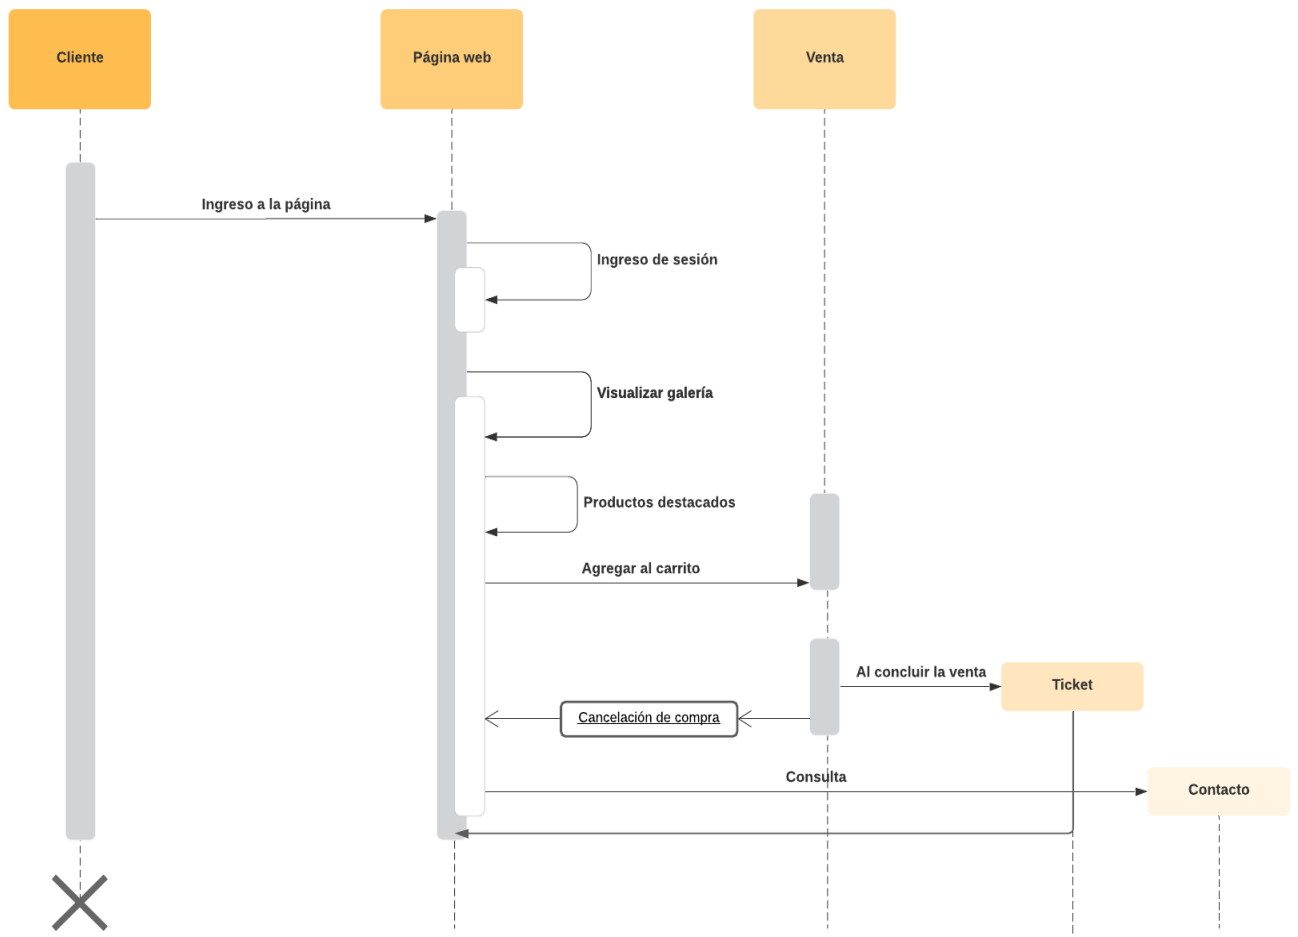 Cliente
Página web
Venta
Ingreso a la página
Ingreso de sesión
Visualizar galería
Productos destacados
Agregar al carrito
Al concluir la venta
Ticket
Cancelación de compra
Consulta
Contacto